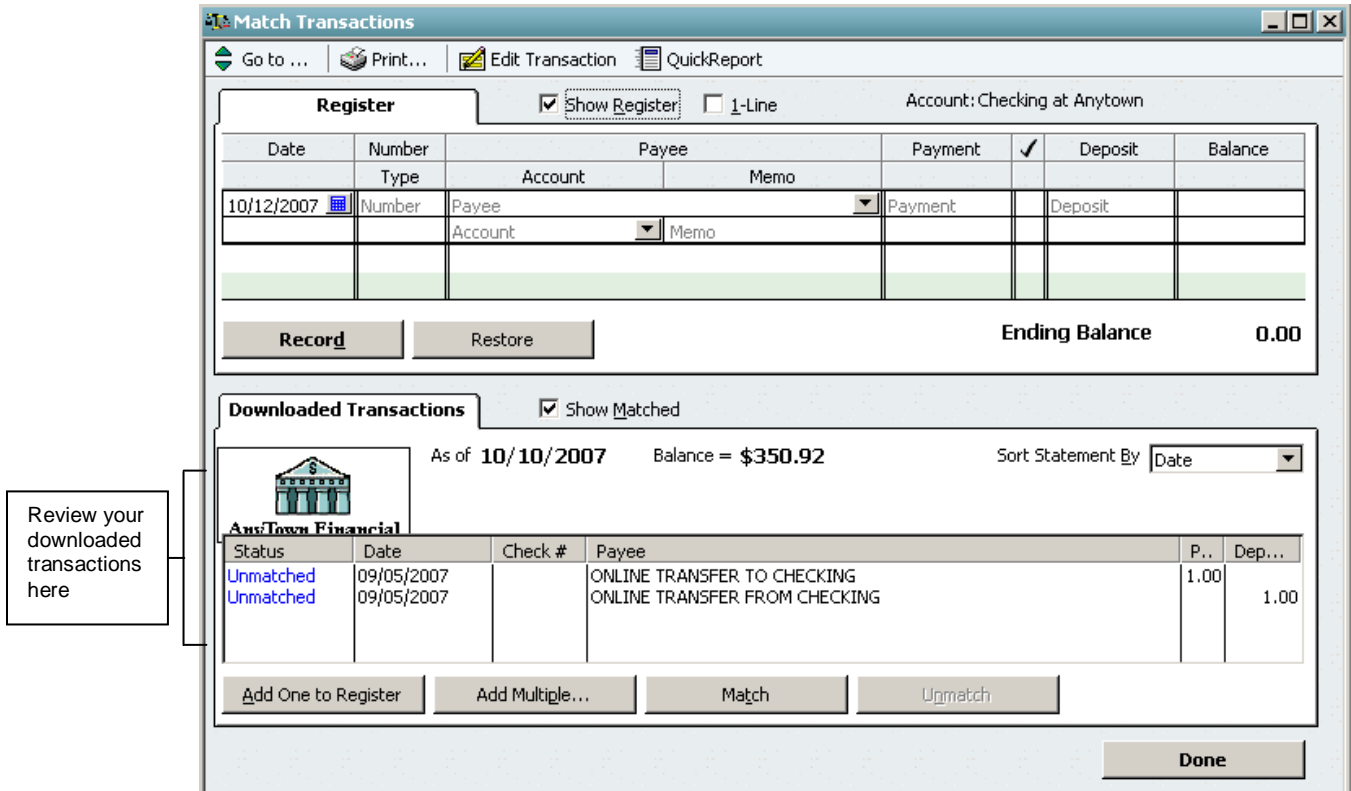 Match Transactions
Go to ... Print... Edit Transaction QuickReport
Register Show Register 1-Line Account: Checking at Anytown
Date Number Payee Payment ✓ Deposit Balance
Type Account Memo
10/12/2007 Number Payee Payment Deposit
Account Memo
Record Restore Ending Balance 0.00
Downloaded Transactions Show Matched
As of 10/10/2007 Balance = $350.92 Sort Statement By Date
AnyTown Financial
Review your
downloaded
transactions
here
Status Date Check # Payee P.. Dep...
Unmatched 09/05/2007 ONLINE TRANSFER TO CHECKING 1.00
Unmatched 09/05/2007 ONLINE TRANSFER FROM CHECKING 1.00
Add One to Register Add Multiple... Match Unmatch
Done